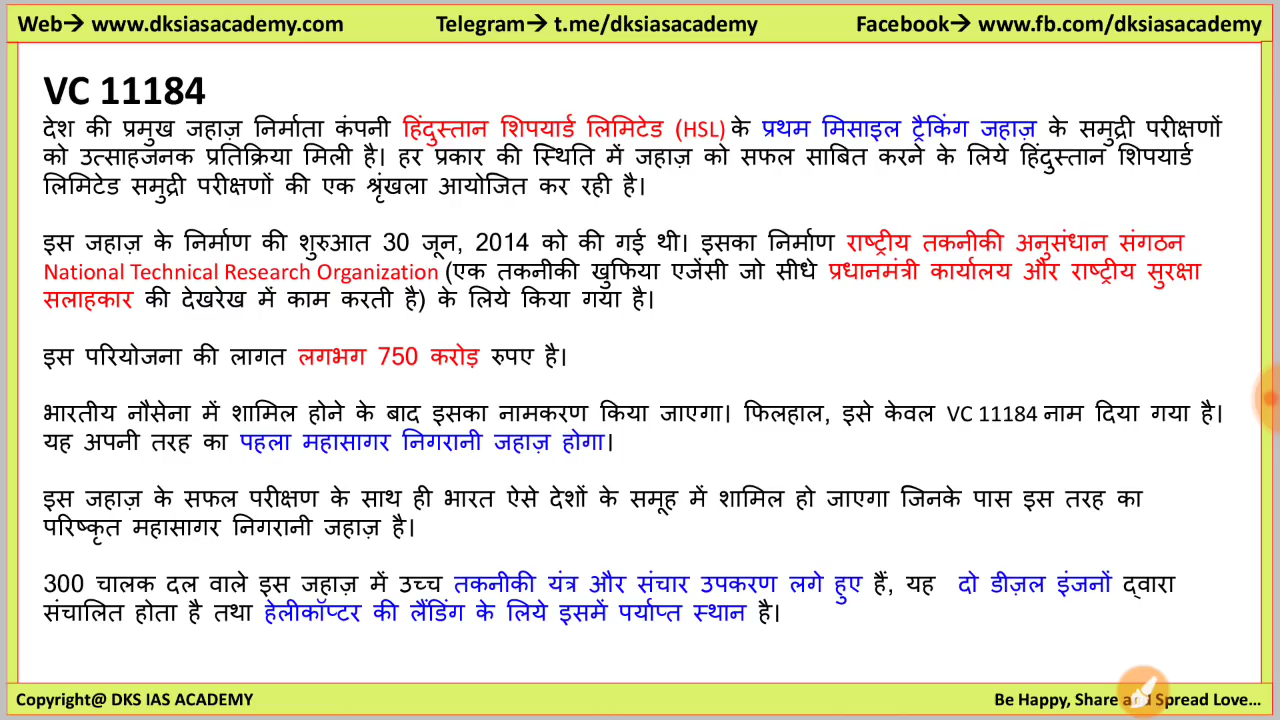 Web→ www.dksiasacademy.com Telegram→ t.me/dksiasacademy Facebook→ www.fb.com/dksiasacademy
VC 11184
देश की प्रमुख जहाज़ निर्माता कंपनी हिंदुस्तान शिपयार्ड लिमिटेड (HSL) के प्रथम मिसाइल ट्रैकिंग जहाज़ के समुद्री परीक्षणों
को उत्साहजनक प्रतिक्रिया मिली है। हर प्रकार की स्थिति में जहाज़ को सफल साबित करने के लिये हिंदुस्तान शिपयार्ड
लिमिटेड समुद्री परीक्षणों की एक श्रृंखला आयोजित कर रही है।
इस जहाज़ के निर्माण की शुरुआत 30 जून, 2014 को की गई थी। इसका निर्माण राष्ट्रीय तकनीकी अनुसंधान संगठन
National Technical Research Organization (एक तकनीकी खुफिया एजेंसी जो सीधे प्रधानमंत्री कार्यालय और राष्ट्रीय सुरक्षा
सलाहकार की देखरेख में काम करती है) के लिये किया गया है।
इस परियोजना की लागत लगभग 750 करोड़ रुपए है।
भारतीय नौसेना में शामिल होने के बाद इसका नामकरण किया जाएगा। फिलहाल, इसे केवल VC 11184 नाम दिया गया है।
यह अपनी तरह का पहला महासागर निगरानी जहाज़ होगा।
इस जहाज़ के सफल परीक्षण के साथ ही भारत ऐसे देशों के समूह में शामिल हो जाएगा जिनके पास इस तरह का
परिष्कृत महासागर निगरानी जहाज़ है।
300 चालक दल वाले इस जहाज़ में उच्च तकनीकी यंत्र और संचार उपकरण लगे हुए हैं, यह दो डीज़ल इंजनों द्वारा
संचालित होता है तथा हेलीकॉप्टर की लैंडिंग के लिये इसमें पर्याप्त स्थान है।
Copyright@ DKS IAS ACADEMY Be Happy, Share and Spread Love...